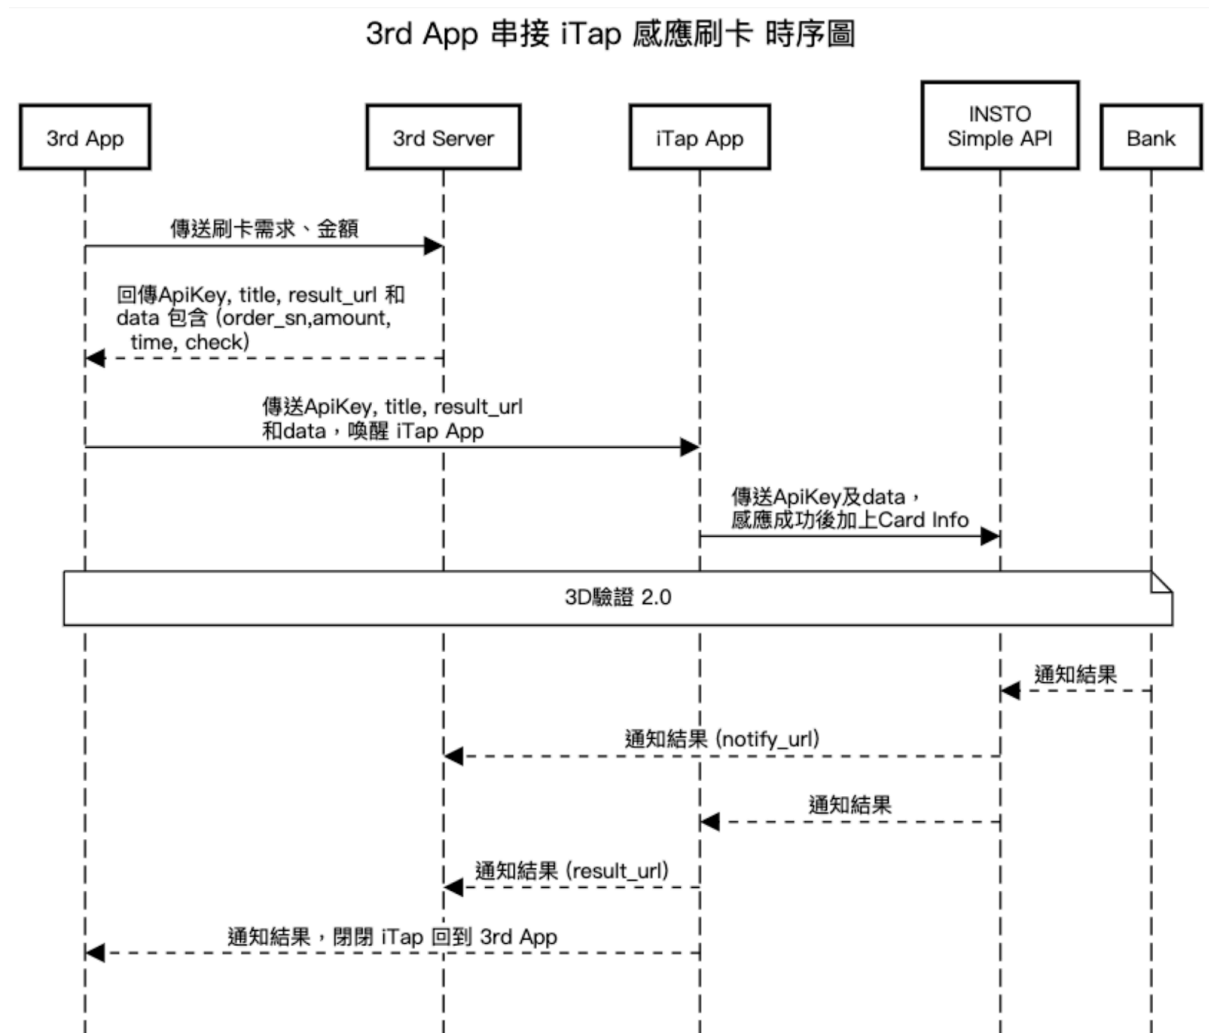 3rd App 串接 iTap 感應刷卡 時序圖
3rd App
3rd Server
iTap App
INSTO
Simple API
Bank
傳送刷卡需求、金額
回傳ApiKey, title, result_url 和
data 包含 (order_sn,amount,
time, check)
傳送ApiKey, title, result_url
和data，喚醒 iTap App
傳送ApiKey及data，
感應成功後加上Card Info
3D驗證 2.0
通知結果
通知結果 (notify_url)
通知結果
通知結果 (result_url)
通知結果，閉閉 iTap 回到 3rd App